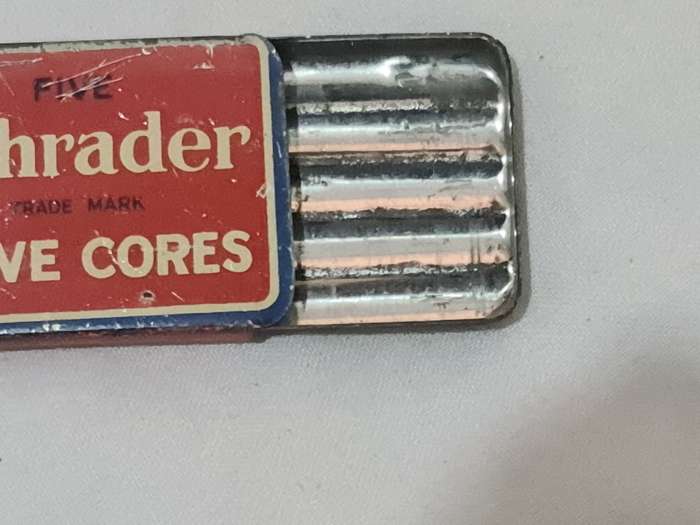 FIVE
hrader
TRADE MARK
VE CORES